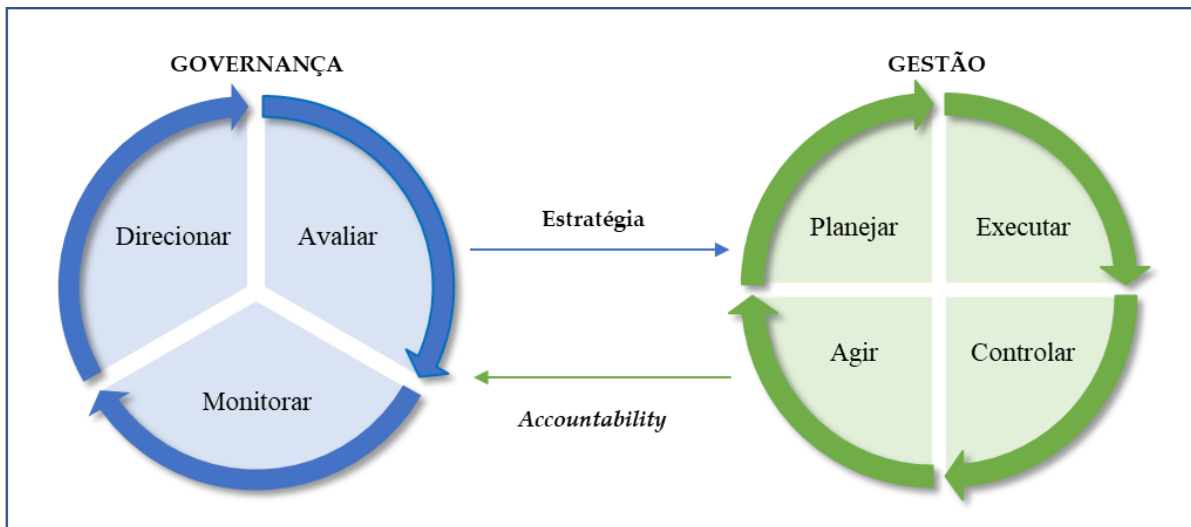 GOVERNANÇA
Direcionar
Avaliar
Monitorar
Estratégia
Accountability
GESTÃO
Planejar
Executar
Agir
Controlar